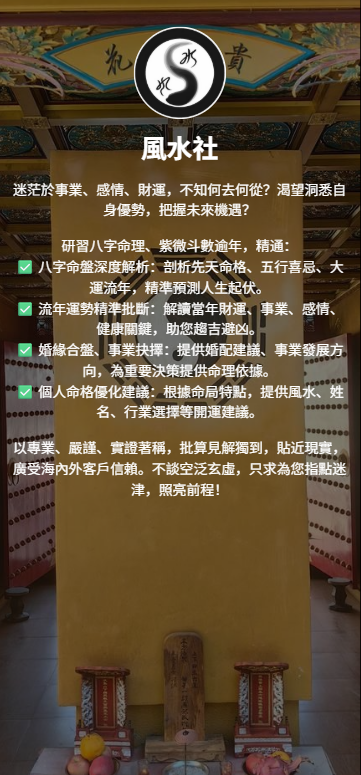 貴
風水
風水社
迷茫於事業、感情、財運，不知何去何從？渴望洞悉自
身優勢，把握未來機遇？
研習八字命理、紫微斗數逾年，精通：
✅ 八字命盤深度解析：剖析先天命格、五行喜忌、大
運流年，精準預測人生起伏。
✅ 流年運勢精準批斷：解讀當年財運、事業、感情、
健康關鍵，助您趨吉避凶。
✅ 婚緣合盤、事業抉擇：提供婚配建議、事業發展方
向，為重要決策提供命理依據。
✅ 個人命格優化建議：根據命局特點，提供風水、姓
名、行業選擇等開運建議。
以專業、嚴謹、實證著稱，批算見解獨到，貼近現實，
廣受海內外客戶信賴。不談空泛玄虛，只求為您指點迷
津，照亮前程！